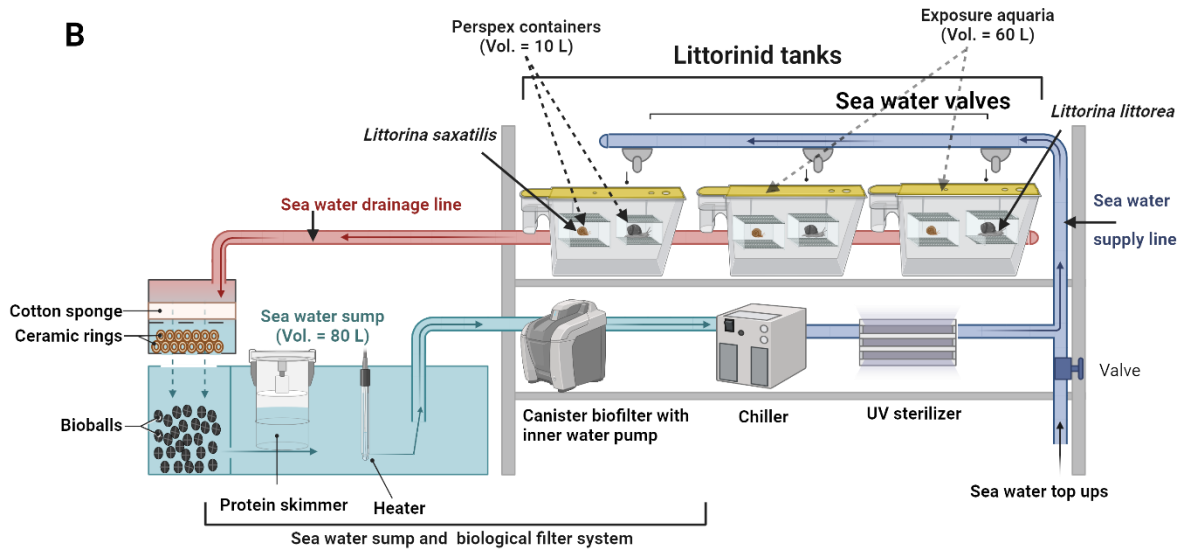 B
Perspex containers
(Vol. = 10 L)
Exposure aquaria
(Vol. = 60 L)
Littorinid tanks
Sea water valves
Littorina saxatilis
Littorina littorea
Sea water drainage line
Sea water
supply line
Cotton sponge
Ceramic rings
Sea water sump
(Vol. = 80 L)
Bioballs
Canister biofilter with
inner water pump
Chiller
UV sterilizer
Valve
Protein skimmer
Heater
Sea water top ups
Sea water sump and biological filter system